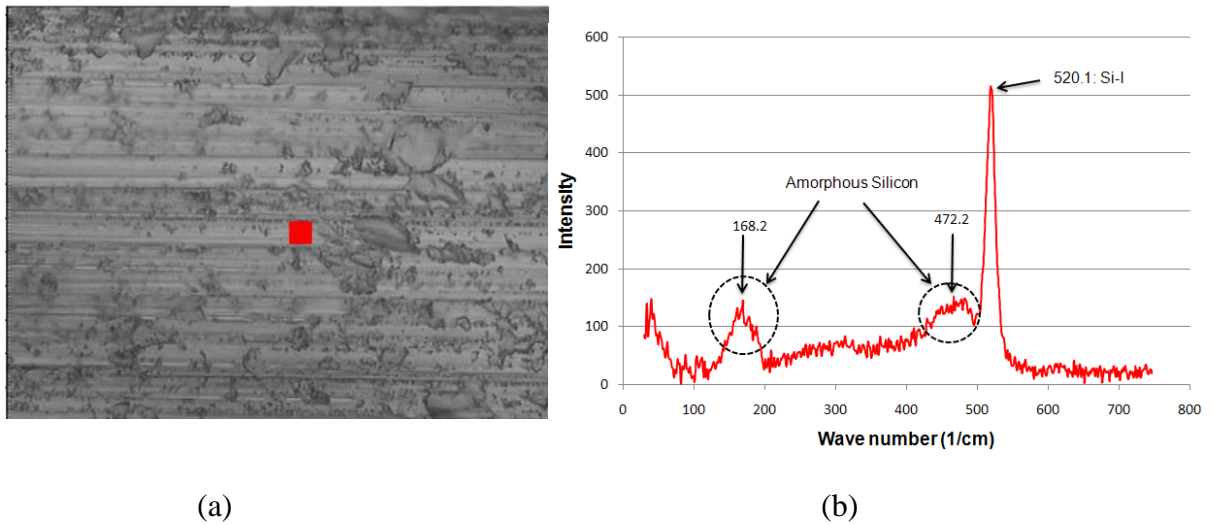 600
500
400
300
200
100
0
0 100 200 300 400 500 600 700 800
Intensity
Wave number (1/cm)
520.1: Si-I
Amorphous Silicon
168.2
472.2
(a)
(b)